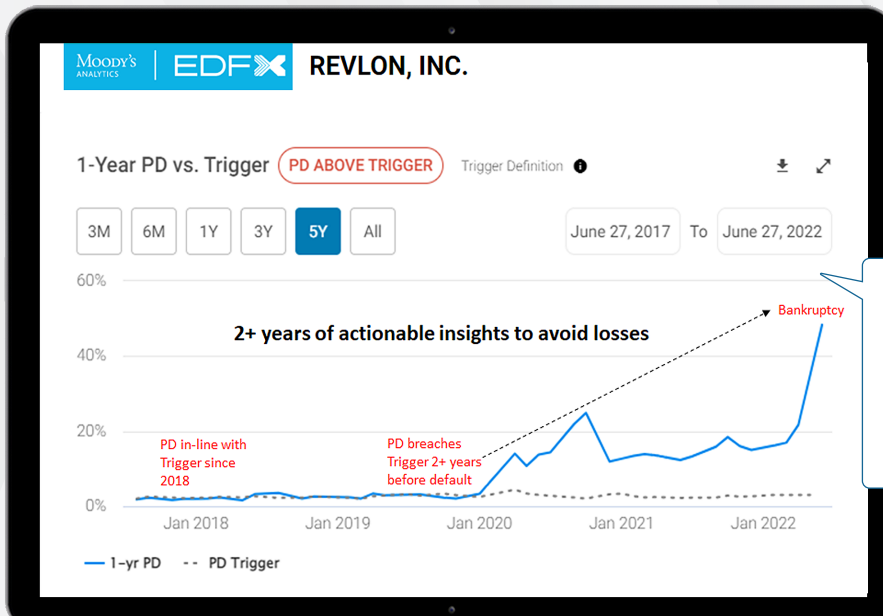 MOODY'S
ANALYTICS
EDFX
REVLON, INC.
1-Year PD vs. Trigger
PD ABOVE TRIGGER
Trigger Definition
3M 6M 1Y 3Y 5Y All
June 27, 2017 To June 27, 2022
60%
Bankruptcy
2+ years of actionable insights to avoid losses
40%
20%
PD in-line with
Trigger since
2018
PD breaches
Trigger 2+ years
before default
0%
Jan 2018 Jan 2019 Jan 2020 Jan 2021 Jan 2022
1-yr PD PD Trigger